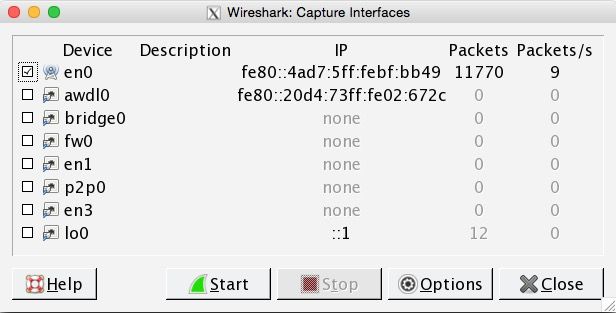 Wireshark: Capture Interfaces
Device Description IP Packets Packets/s
en0 fe80::4ad7:5ff:febf:bb49 11770 9
awdl0 fe80::20d4:73ff:fe02:672c 0 0
bridge0 none 0 0
fw0 none 0 0
en1 none 0 0
p2p0 none 0 0
en3 none 0 0
lo0 ::1 12 0
Help Start Stop Options Close